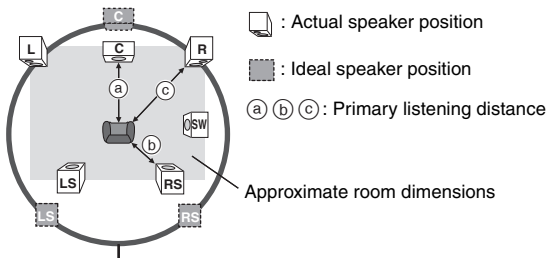 C
L
C
R
a
c
SW
b
LS
RS
LS
RS
: Actual speaker position
: Ideal speaker position
a b c : Primary listening distance
Approximate room dimensions